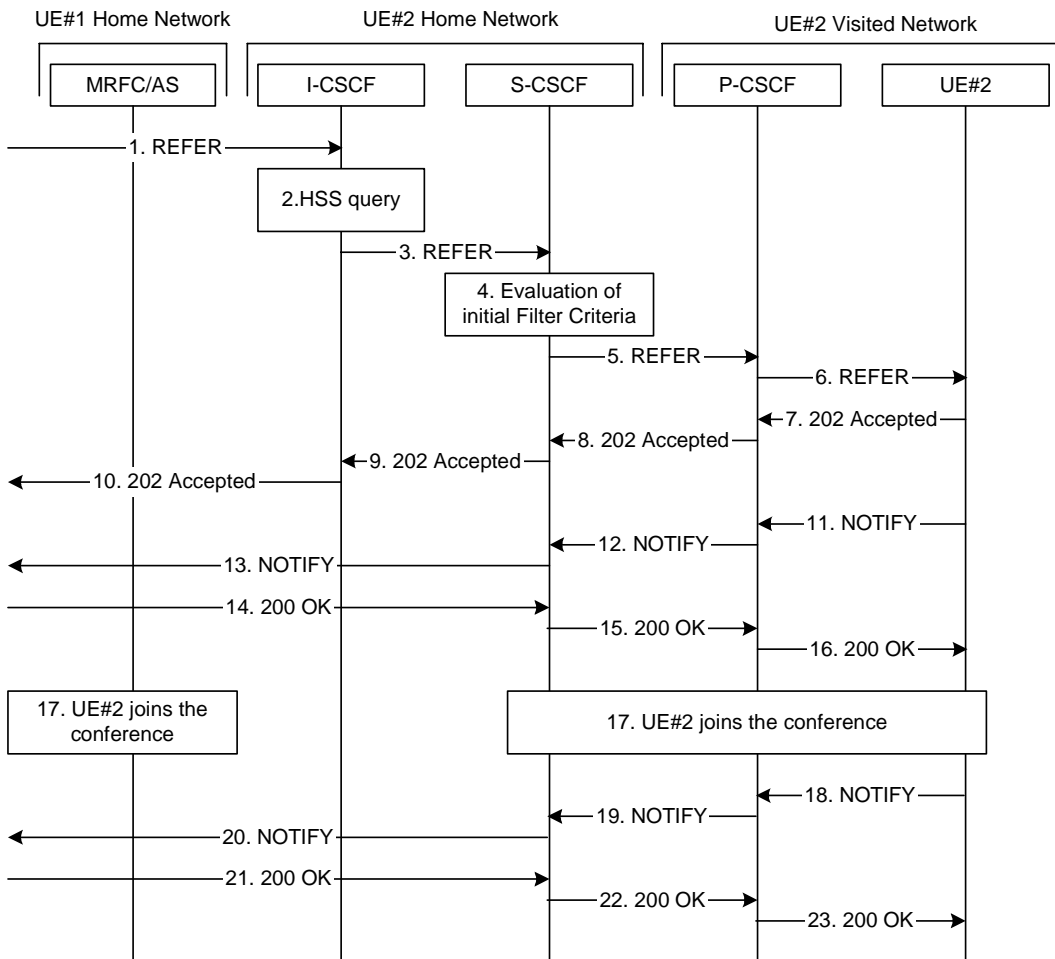 UE#1 Home Network
UE#2 Home Network
UE#2 Visited Network
MRFC/AS
I-CSCF
S-CSCF
P-CSCF
UE#2
1. REFER
2.HSS query
3. REFER
4. Evaluation of
initial Filter Criteria
5. REFER
6. REFER
7. 202 Accepted
8. 202 Accepted
9. 202 Accepted
10. 202 Accepted
11. NOTIFY
12. NOTIFY
13. NOTIFY
14. 200 OK
15. 200 OK
16. 200 OK
17. UE#2 joins the
conference
17. UE#2 joins the conference
18. NOTIFY
19. NOTIFY
20. NOTIFY
21. 200 OK
22. 200 OK
23. 200 OK